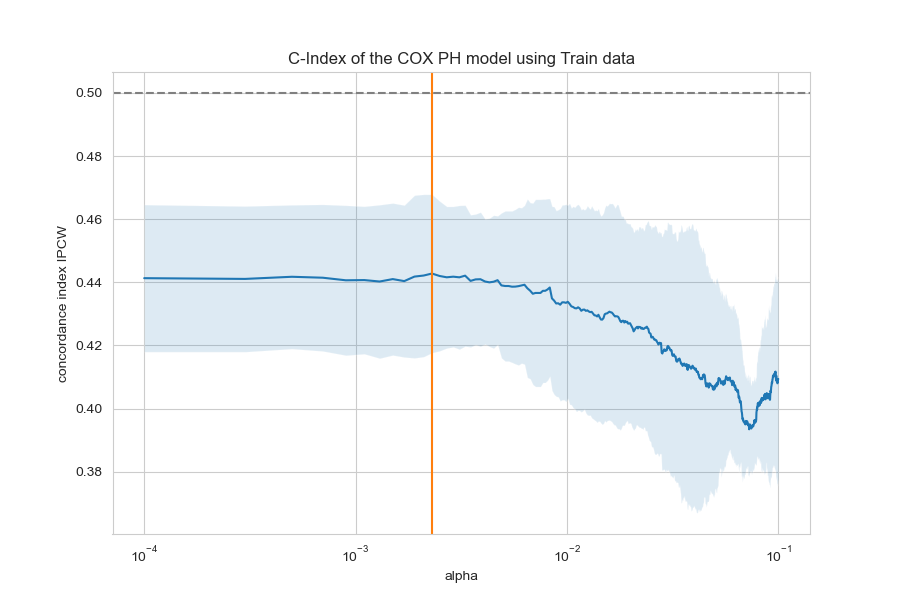 C-Index of the COX PH model using Train data
concordance index IPCW
0.50
0.48
0.46
0.44
0.42
0.40
0.38
10⁻⁴ 10⁻³ 10⁻² 10⁻¹
alpha